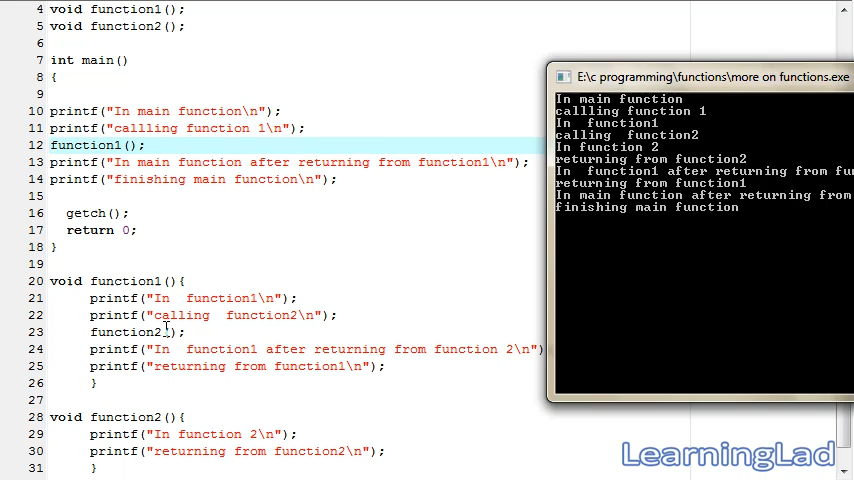 4 void function1();
5 void function2();
6
7 int main()
8 {
9
10 printf("In main function\n");
11 printf("callling function 1\n");
12 function1();
13 printf("In main function after returning from function1\n");
14 printf("finishing main function\n");
15
16 getch();
17 return 0;
18 }
19
20 void function1(){
21 printf("In  function1\n");
22 printf("calling  function2\n");
23 function2();
24 printf("In  function1 after returning from function 2\n")
25 printf("returning from function1\n");
26 }
27
28 void function2(){
29 printf("In function 2\n");
30 printf("returning from function2\n");
31 }
E:\c programming\functions\more on functions.exe
In main function
callling function 1
In  function1
calling  function2
In function 2
returning from function2
In  function1 after returning from fu
returning from function1
In main function after returning from
finishing main function
LearningLad